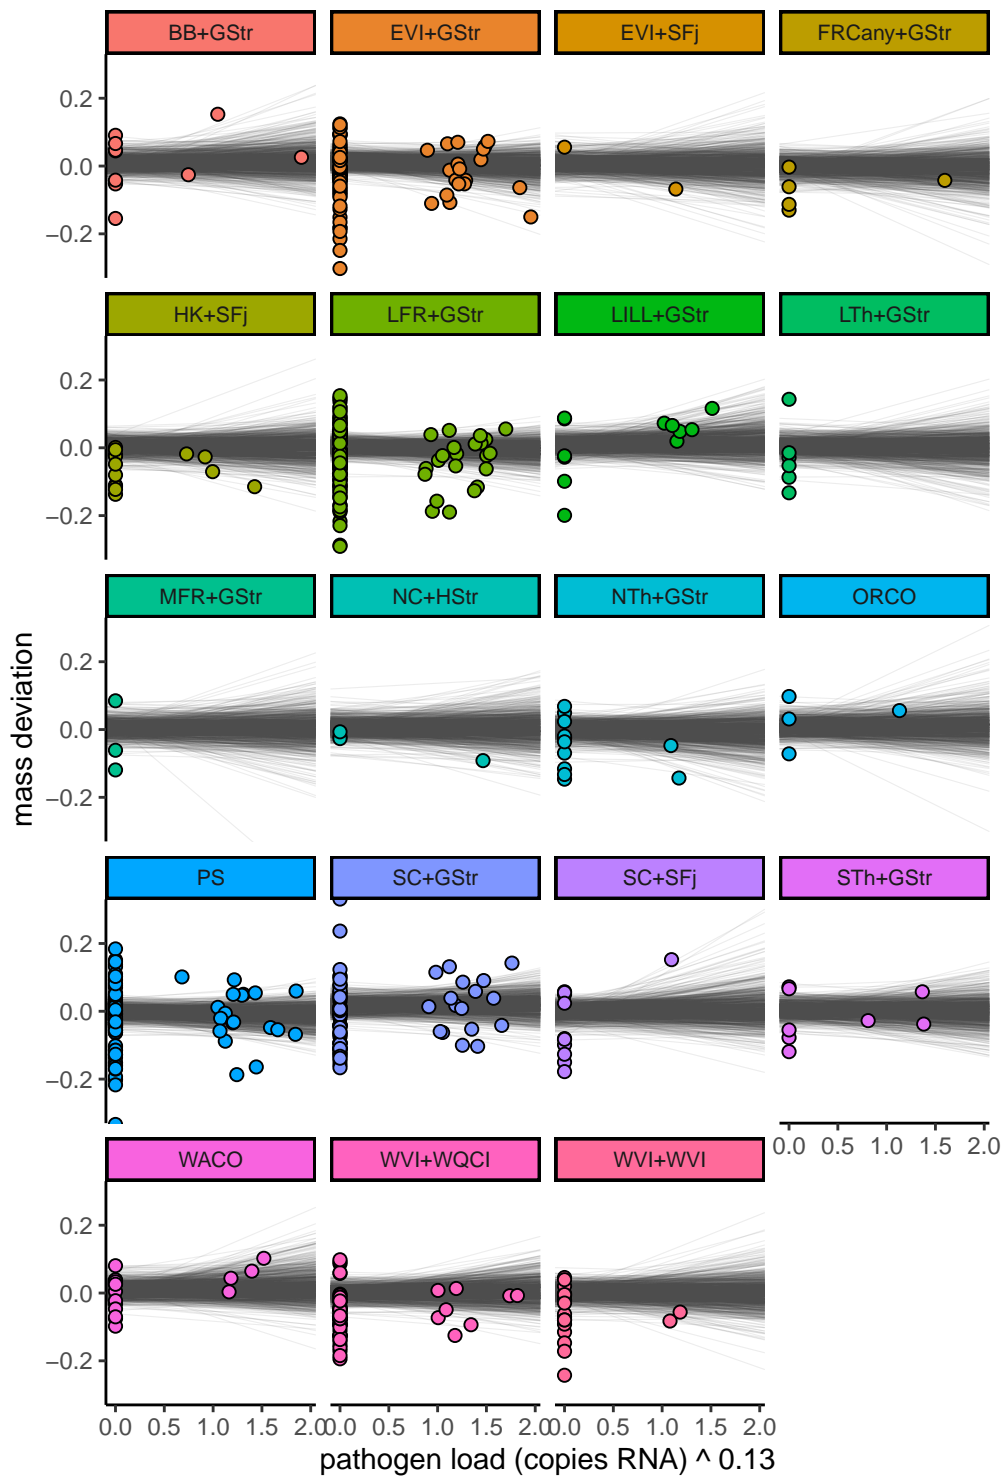 BB+GStr EVI+GStr EVI+SFj FRCany+GStr
0.2
0.0
−0.2
HK+SFj LFR+GStr LILL+GStr LTh+GStr
0.2
0.0
−0.2
MFR+GStr NC+HStr NTh+GStr ORCO
0.2
0.0
−0.2
mass deviation
PS SC+GStr SC+SFj STh+GStr
0.2
0.0
−0.2
0.0 0.5 1.0 1.5 2.0
WACO WVI+WQCI WVI+WVI
0.2
0.0
−0.2
0.0 0.5 1.0 1.5 2.0 0.0 0.5 1.0 1.5 2.0 0.0 0.5 1.0 1.5 2.0
pathogen load (copies RNA) ^ 0.13